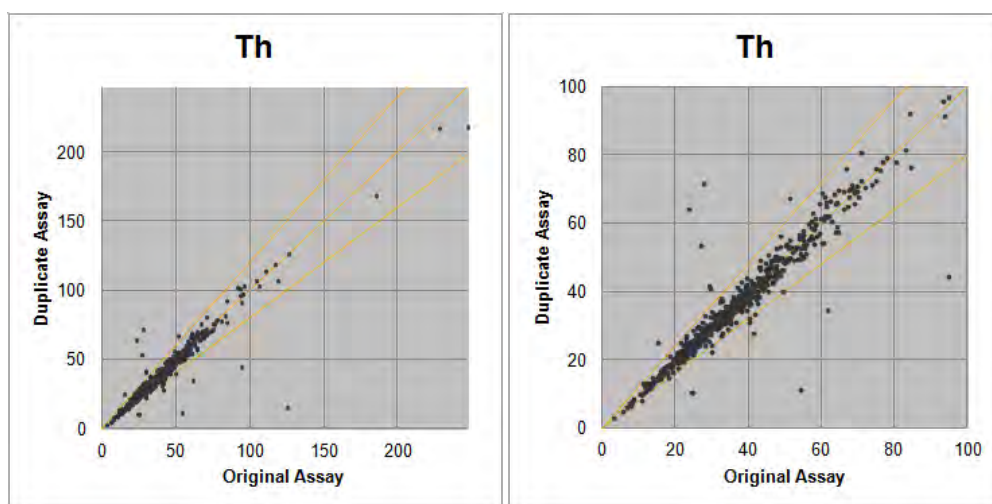 Th
Duplicate Assay
200
150
100
50
0
0 50 100 150 200
Original Assay
Th
Duplicate Assay
100
80
60
40
20
0
0 20 40 60 80 100
Original Assay